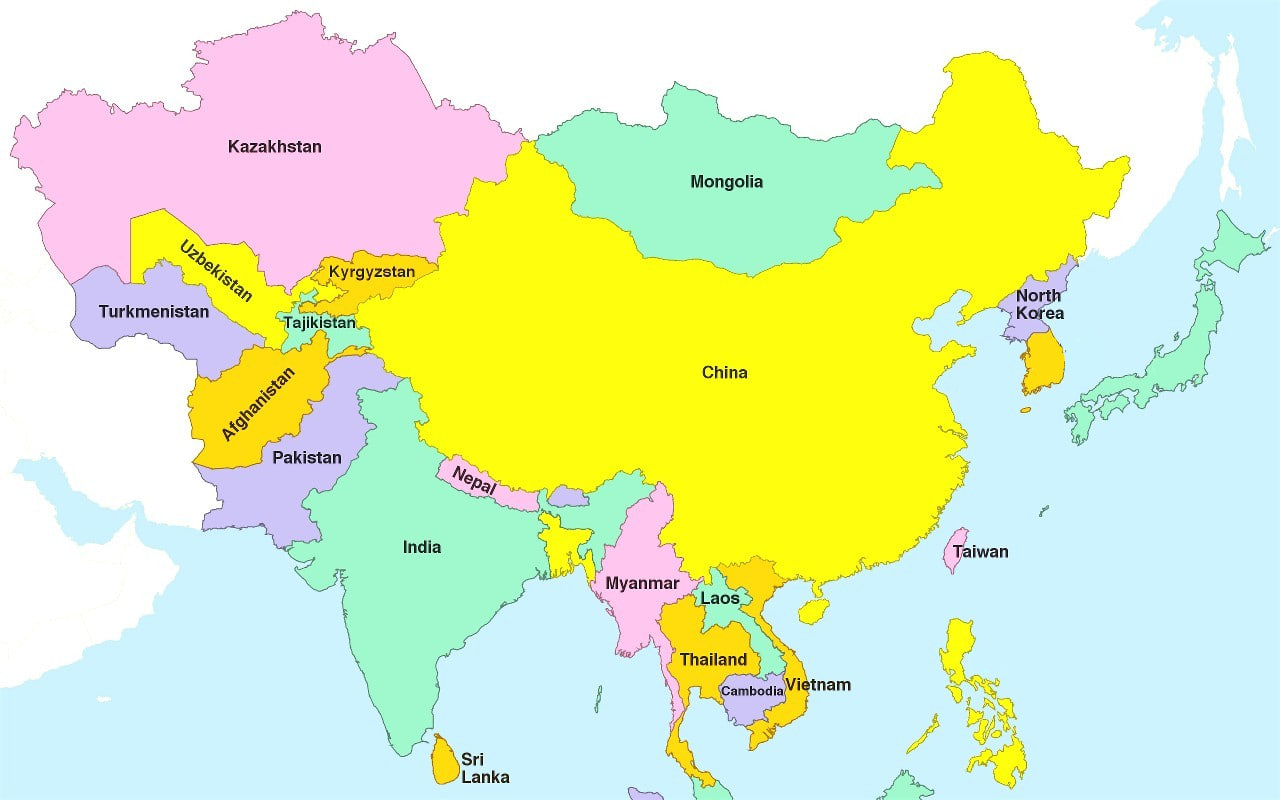 Kazakhstan
Mongolia
Uzbekistan
Kyrgyzstan
Turkmenistan
Tajikistan
North
Korea
China
Afghanistan
Pakistan
Nepal
India
Taiwan
Myanmar
Laos
Thailand
Vietnam
Cambodia
Sri
Lanka